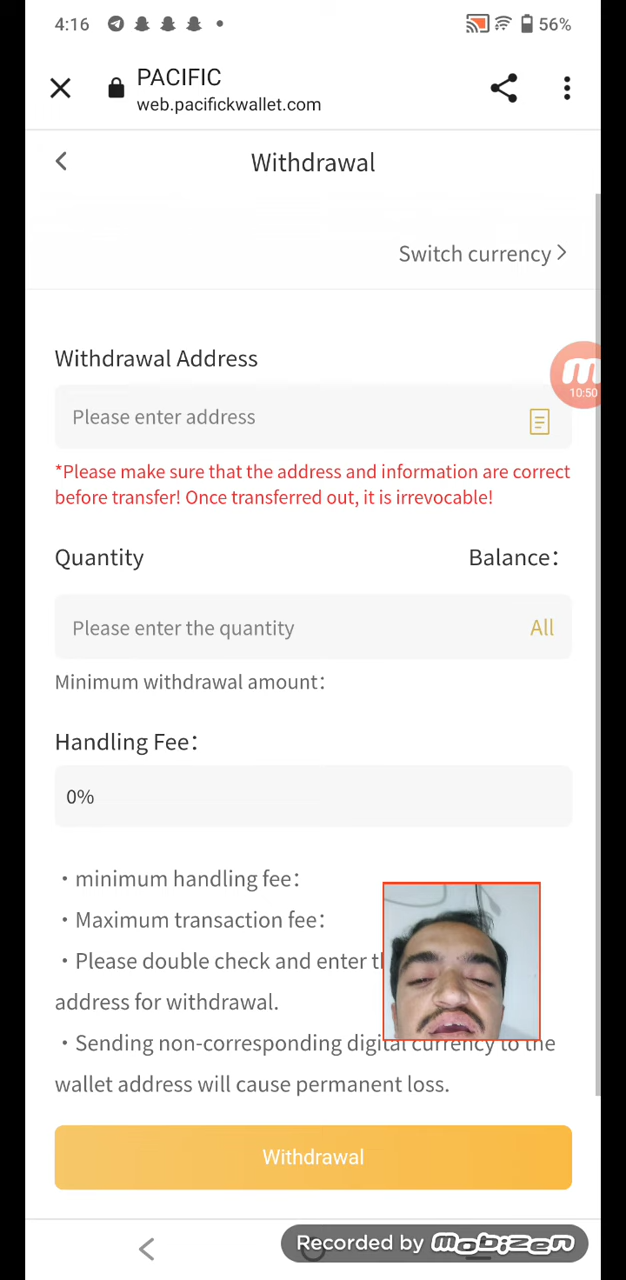 4:16
56%
PACIFIC
web.pacifickwallet.com
Withdrawal
Switch currency
Withdrawal Address
m
10:50
Please enter address
*Please make sure that the address and information are correct
before transfer! Once transferred out, it is irrevocable!
Quantity Balance：
Please enter the quantity All
Minimum withdrawal amount：
Handling Fee：
0%
· minimum handling fee：
· Maximum transaction fee：
· Please double check and enter
address for withdrawal.
· Sending non-corresponding digital currency to the
wallet address will cause permanent loss.
Withdrawal
Recorded by mobizen